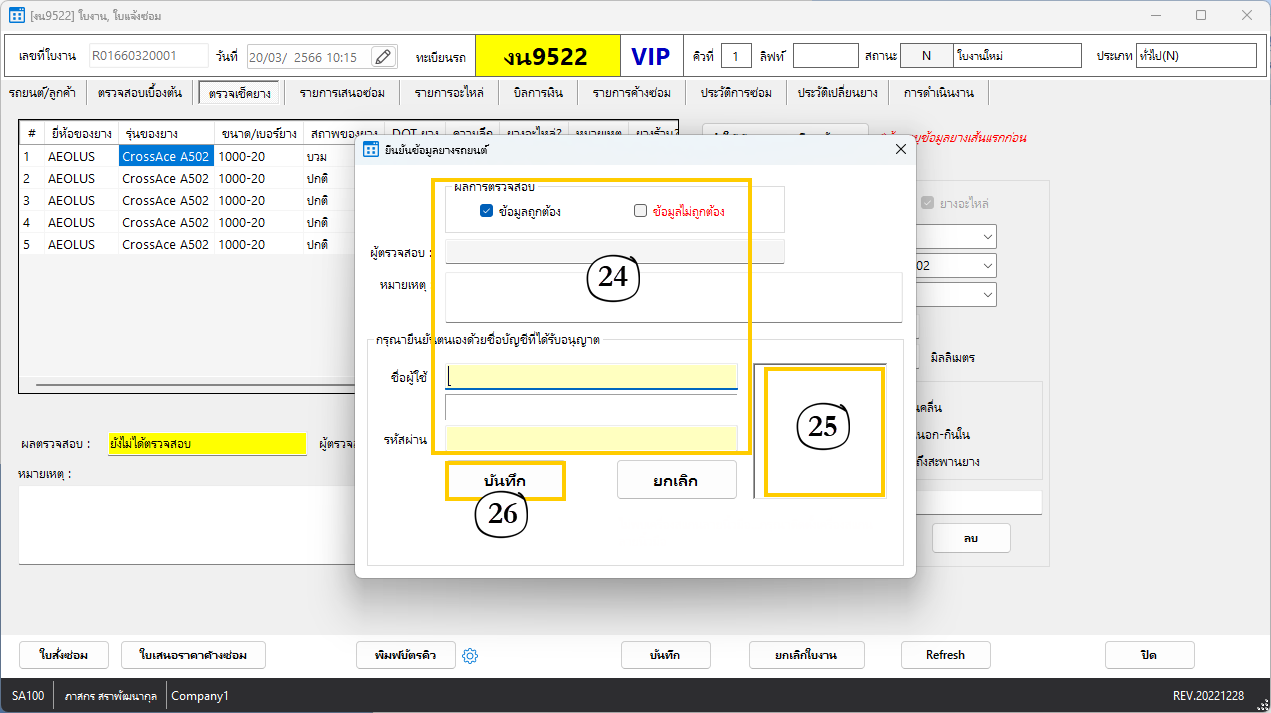 [งน9522] ใบงาน, ใบแจ้งซ่อม
เลขที่ใบงาน R01660320001 วันที่ 20/03/ 2566 10:15 ทะเบียนรถ งน9522 VIP คิวที่ 1 ลิฟท์ สถานะ N ใบงานใหม่ ประเภท ทั่วไป(N)
รถยนต์/ลูกค้า ตรวจสอบเบื้องต้น ตรวจเช็คยาง รายการเสนอซ่อม รายการอะไหล่ บิลการเงิน รายการค้างซ่อม ประวัติการซ่อม ประวัติเปลี่ยนยาง การดำเนินงาน
# ยี่ห้อของยาง รุ่นของยาง ขนาด/เบอร์ยาง สภาพของยาง DOT ยาง ความลึก ยางอะไหล่? หมายเหตุ
1 AEOLUS CrossAce A502 1000-20 บวม
2 AEOLUS CrossAce A502 1000-20 ปกติ
3 AEOLUS CrossAce A502 1000-20 ปกติ
4 AEOLUS CrossAce A502 1000-20 ปกติ
5 AEOLUS CrossAce A502 1000-20 ปกติ
ข้อมูลยางเส้นแรกก่อน
ยางอะไหล่
02
มิลลิเมตร
นคลื่น
นอก-กินใน
ถึงสะพานยาง
ลบ
ผลตรวจสอบ : ยังไม่ได้ตรวจสอบ
หมายเหตุ :
ยืนยันข้อมูลยางรถยนต์
ผลการตรวจสอบ
ข้อมูลถูกต้อง ข้อมูลไม่ถูกต้อง
ผู้ตรวจสอบ :
24
หมายเหตุ
กรุณายืนยันตนเองด้วยชื่อบัญชีที่ได้รับอนุญาต
ชื่อผู้ใช้
25
รหัสผ่าน
บันทึก ยกเลิก
26
ใบสั่งซ่อม ใบเสนอราคาค้างซ่อม พิมพ์บัตรคิว บันทึก ยกเลิกใบงาน Refresh ปิด
SA100 ภาสกร สราพัฒนากุล Company1 REV.20221228